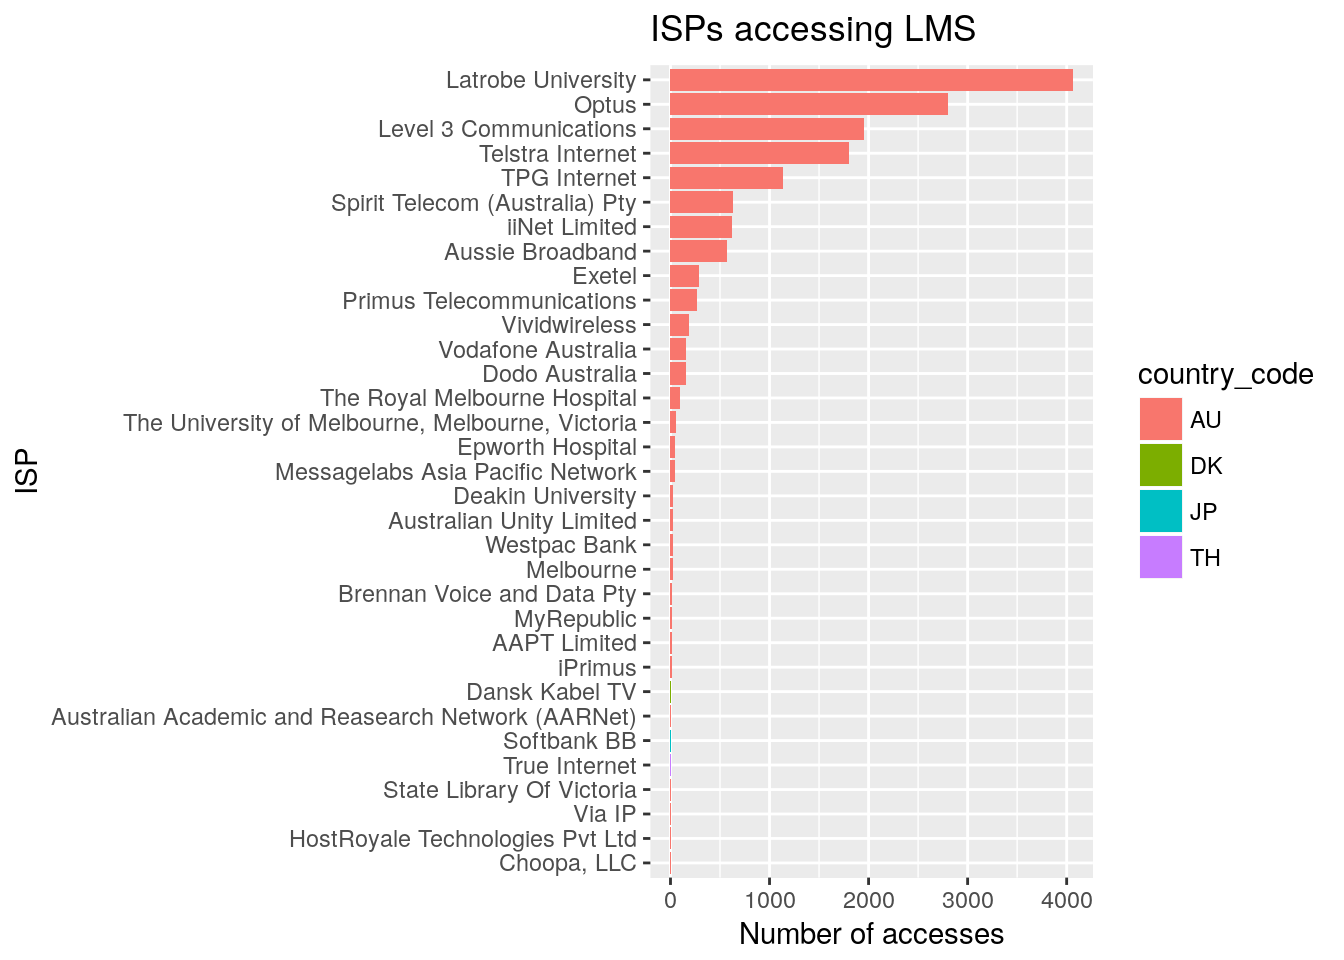 ISPs accessing LMS
Latrobe University
Optus
Level 3 Communications
Telstra Internet
TPG Internet
Spirit Telecom (Australia) Pty
iiNet Limited
Aussie Broadband
Exetel
Primus Telecommunications
Vividwireless
Vodafone Australia
Dodo Australia
The Royal Melbourne Hospital
The University of Melbourne, Melbourne, Victoria
Epworth Hospital
Messagelabs Asia Pacific Network
Deakin University
Australian Unity Limited
Westpac Bank
Melbourne
Brennan Voice and Data Pty
MyRepublic
AAPT Limited
iPrimus
Dansk Kabel TV
Australian Academic and Reasearch Network (AARNet)
Softbank BB
True Internet
State Library Of Victoria
Via IP
HostRoyale Technologies Pvt Ltd
Choopa, LLC
ISP
0 1000 2000 3000 4000
Number of accesses
country_code
AU
DK
JP
TH